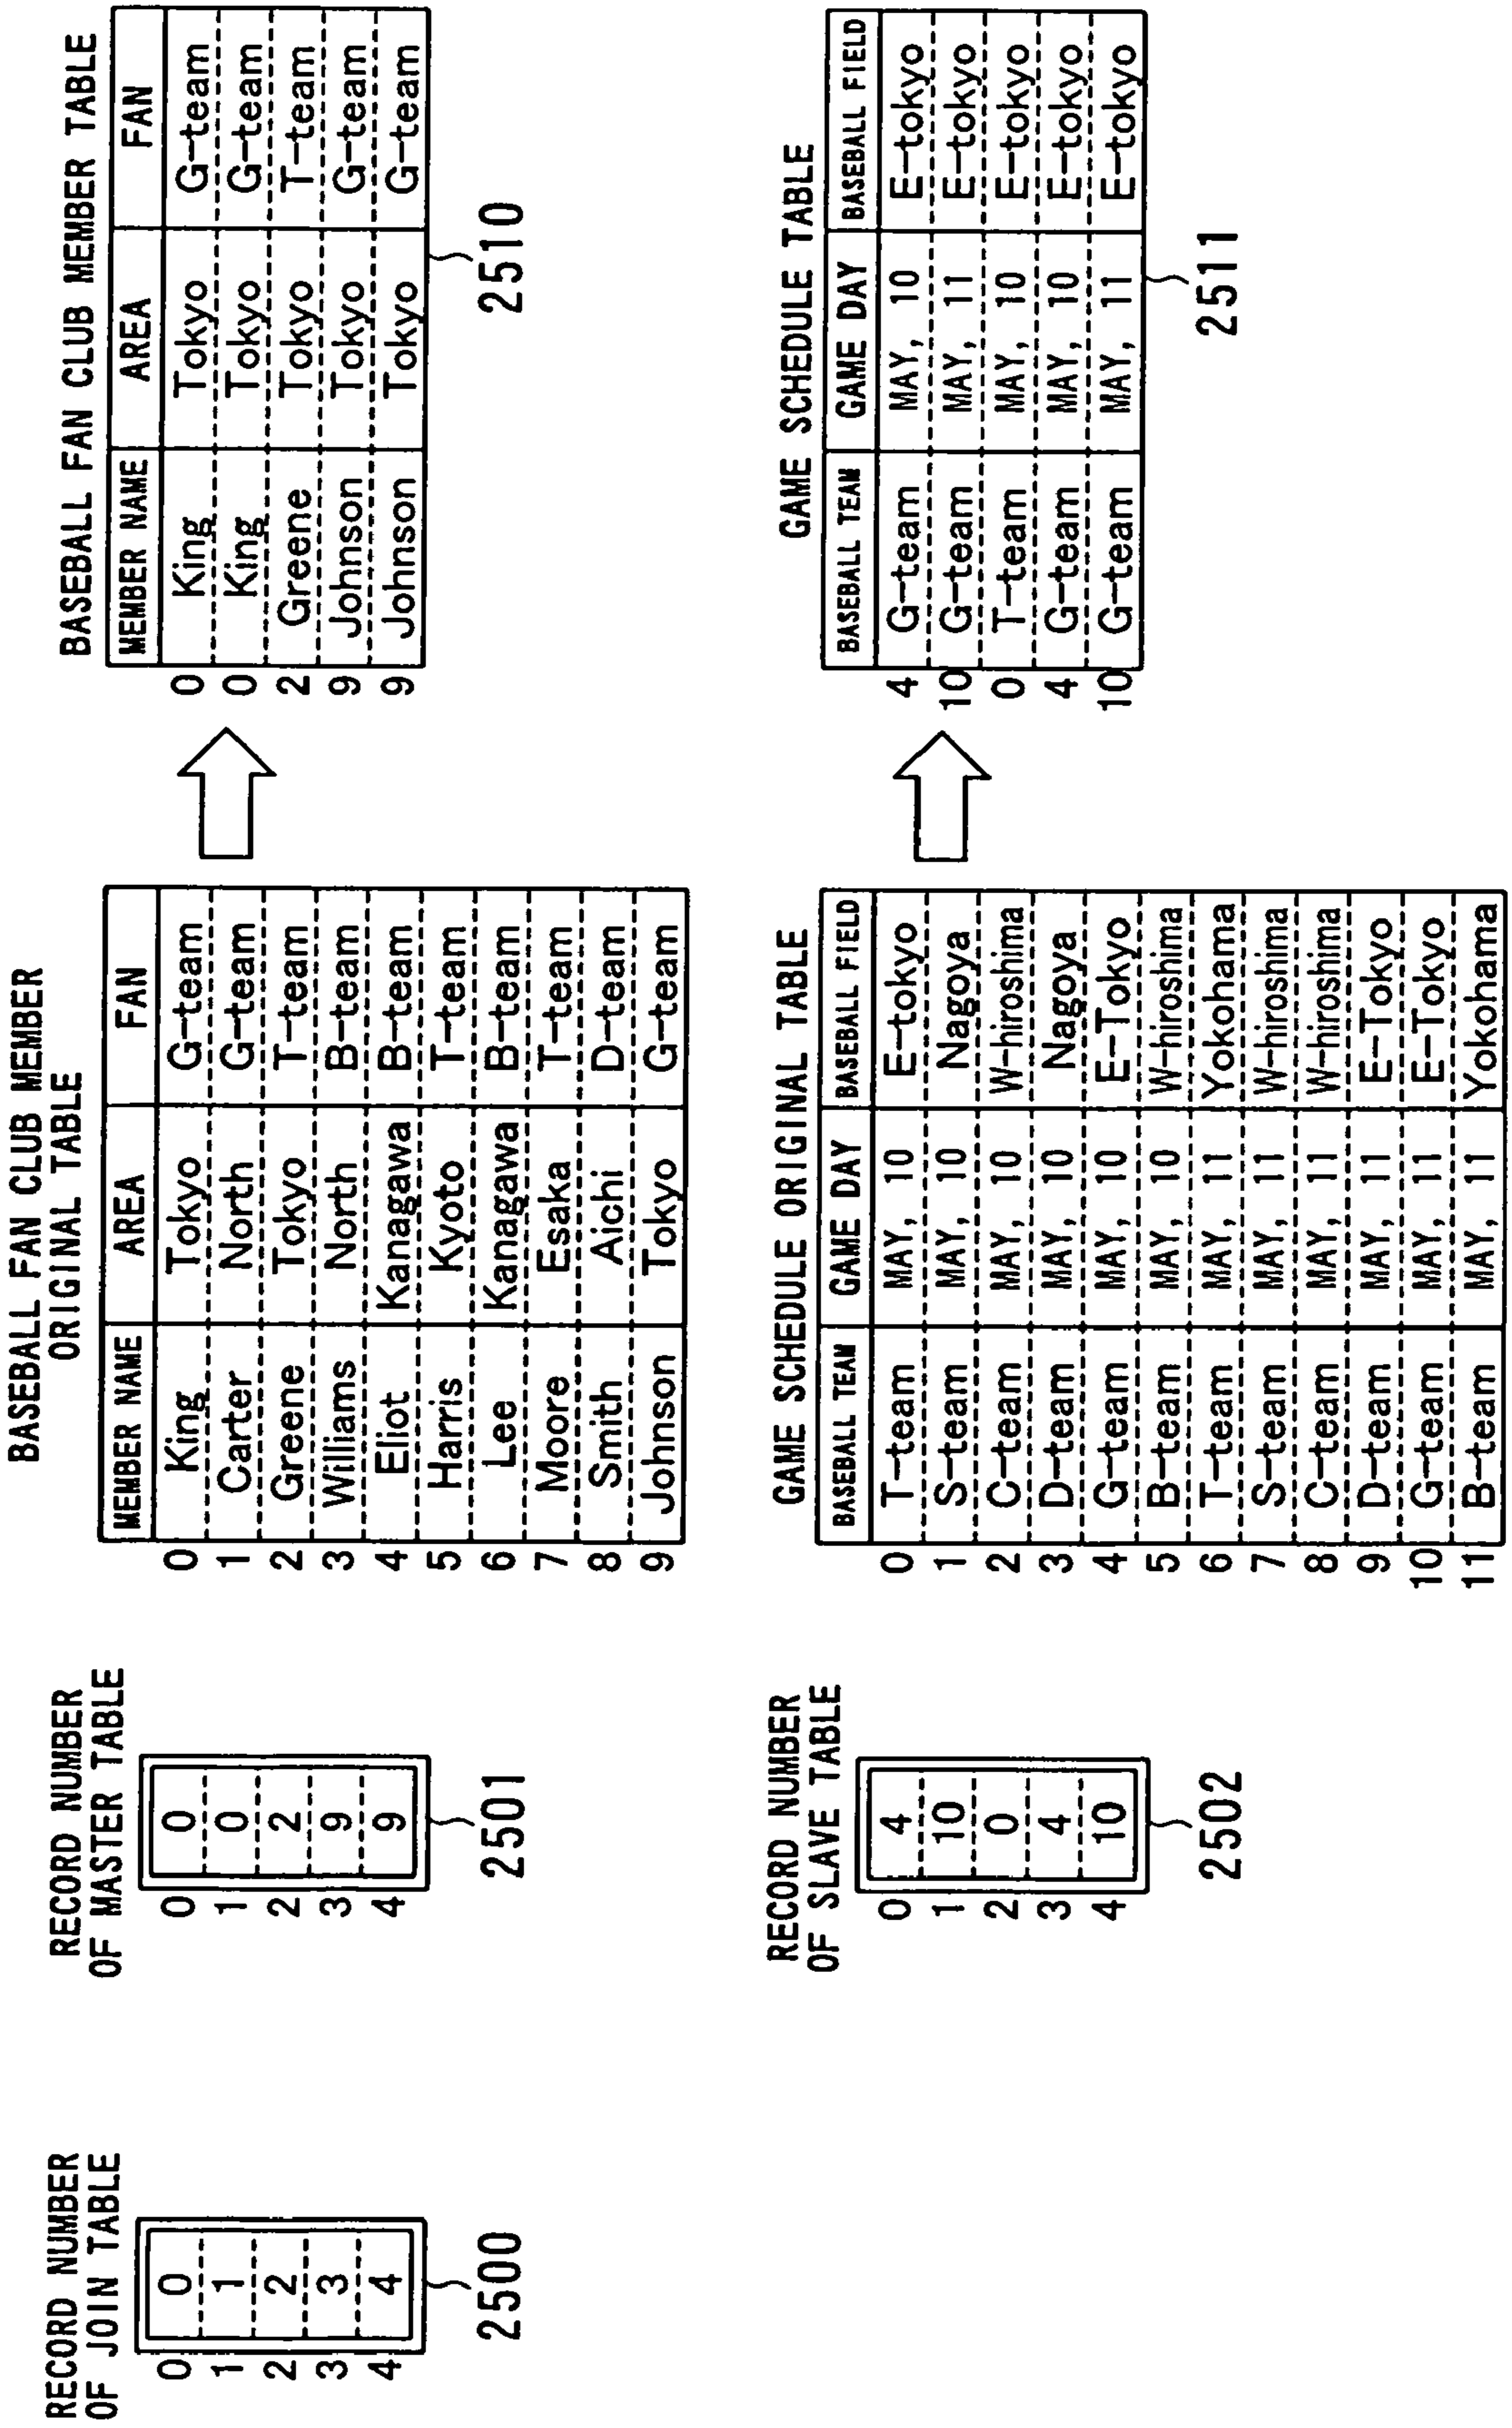 RECORD NUMBER
OF JOIN TABLE
0 0
1 1
2 2
3 3
4 4
2500
RECORD NUMBER
OF MASTER TABLE
0 0
1 0
2 2
3 9
4 9
2501
BASEBALL FAN CLUB MEMBER
ORIGINAL TABLE
MEMBER NAME AREA FAN
0 King Tokyo G-team
1 Carter North G-team
2 Greene Tokyo T-team
3 Williams North B-team
4 Eliot Kanagawa B-team
5 Harris Kyoto T-team
6 Lee Kanagawa B-team
7 Moore Esaka T-team
8 Smith Aichi D-team
9 Johnson Tokyo G-team
BASEBALL FAN CLUB MEMBER TABLE
MEMBER NAME AREA FAN
0 King Tokyo G-team
0 King Tokyo G-team
2 Greene Tokyo T-team
9 Johnson Tokyo G-team
9 Johnson Tokyo G-team
2510
RECORD NUMBER
OF SLAVE TABLE
0 4
1 10
2 0
3 4
4 10
2502
GAME SCHEDULE ORIGINAL TABLE
BASEBALL TEAM GAME DAY BASEBALL FIELD
0 T-team MAY, 10 E-tokyo
1 S-team MAY, 10 Nagoya
2 C-team MAY, 10 W-hiroshima
3 D-team MAY, 10 Nagoya
4 G-team MAY, 10 E-Tokyo
5 B-team MAY, 10 W-hiroshima
6 T-team MAY, 11 Yokohama
7 S-team MAY, 11 W-hiroshima
8 C-team MAY, 11 W-hiroshima
9 D-team MAY, 11 E-Tokyo
10 G-team MAY, 11 E-Tokyo
11 B-team MAY, 11 Yokohama
GAME SCHEDULE TABLE
BASEBALL TEAM GAME DAY BASEBALL FIELD
4 G-team MAY, 10 E-tokyo
10 G-team MAY, 11 E-tokyo
0 T-team MAY, 10 E-tokyo
4 G-team MAY, 10 E-tokyo
10 G-team MAY, 11 E-tokyo
2511